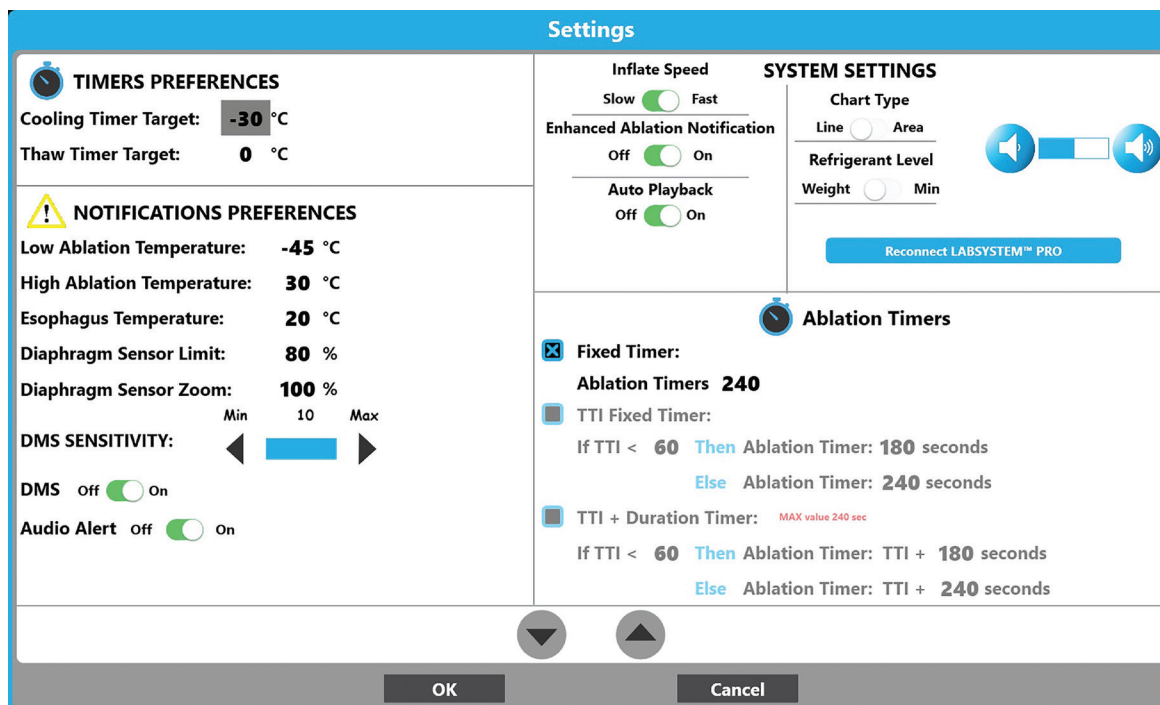 Settings
TIMERS PREFERENCES
Cooling Timer Target: -30 °C
Thaw Timer Target: 0 °C
NOTIFICATIONS PREFERENCES
Low Ablation Temperature: -45 °C
High Ablation Temperature: 30 °C
Esophagus Temperature: 20 °C
Diaphragm Sensor Limit: 80 %
Diaphragm Sensor Zoom: 100 %
Min 10 Max
DMS SENSITIVITY:
DMS Off On
Audio Alert Off On
SYSTEM SETTINGS
Inflate Speed
Slow Fast
Enhanced Ablation Notification
Off On
Auto Playback
Off On
Chart Type
Line Area
Refrigerant Level
Weight Min
Reconnect LABSYSTEM™ PRO
Ablation Timers
Fixed Timer:
Ablation Timers 240
TTI Fixed Timer:
If TTI < 60 Then Ablation Timer: 180 seconds
Else Ablation Timer: 240 seconds
TTI + Duration Timer: MAX value 240 sec
If TTI < 60 Then Ablation Timer: TTI + 180 seconds
Else Ablation Timer: TTI + 240 seconds
OK Cancel